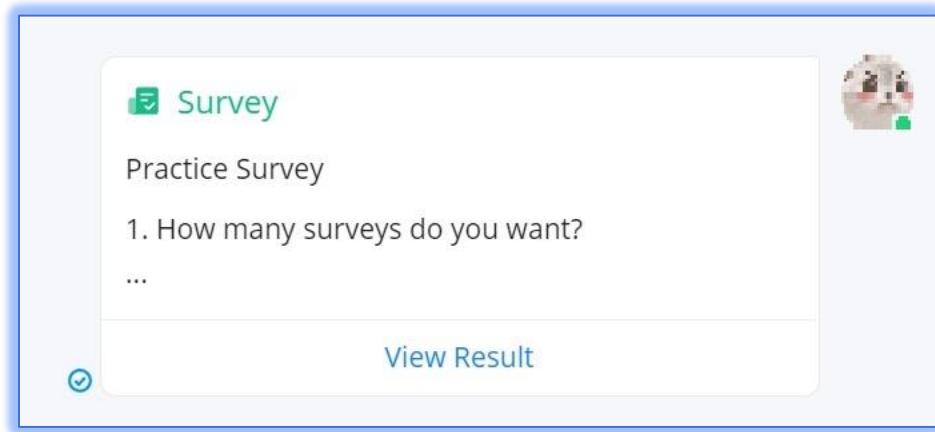 Survey
Practice Survey
1. How many surveys do you want?
...
View Result